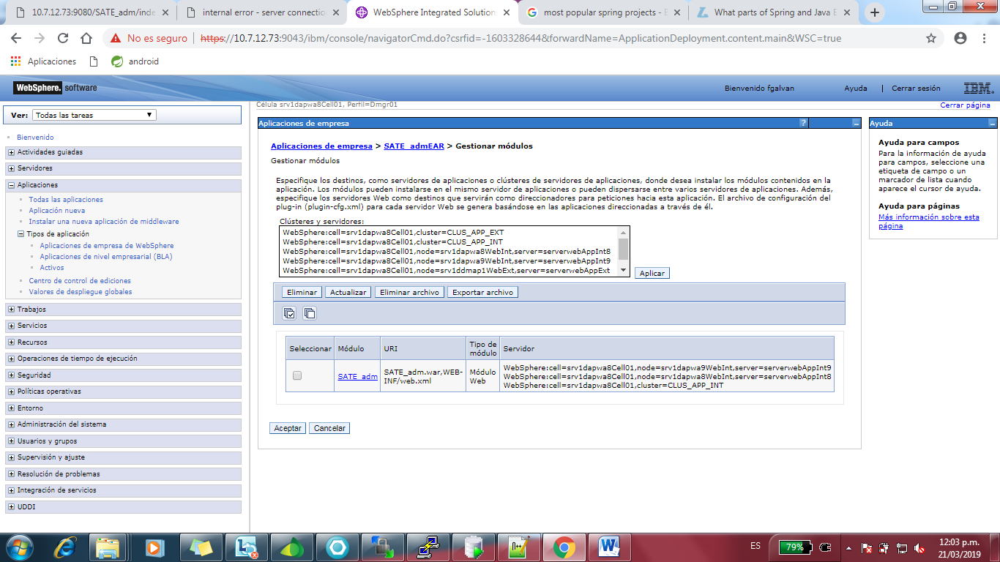 10.7.12.73:9080/SATE_adm/inde
internal error - server connectio
WebSphere Integrated Solution
most popular spring projects - E
What parts of Spring and Java E
No es seguro
https://10.7.12.73:9043/ibm/console/navigatorCmd.do?csrfid=-1603328644&forwardName=ApplicationDeployment.content.main&WSC=true
Aplicaciones
android
WebSphere. software
Bienvenido fgalvan
Ayuda
Cerrar sesión
IBM.
Ver: Todas las tareas
Bienvenido
Actividades guiadas
Servidores
Aplicaciones
Todas las aplicaciones
Aplicación nueva
Instalar una nueva aplicación de middleware
Tipos de aplicación
Aplicaciones de empresa de WebSphere
Aplicaciones de nivel empresarial (BLA)
Activos
Centro de control de ediciones
Valores de despliegue globales
Trabajos
Servicios
Recursos
Operaciones de tiempo de ejecución
Seguridad
Políticas operativas
Entorno
Administración del sistema
Usuarios y grupos
Supervisión y ajuste
Resolución de problemas
Integración de servicios
UDDI
Célula srv1dapwa8Cell01, Perfil=Dmgr01
Cerrar página
Aplicaciones de empresa
?
Aplicaciones de empresa > SATE_admEAR > Gestionar módulos
Gestionar módulos
Especifique los destinos, como servidores de aplicaciones o clústeres de servidores de aplicaciones, donde desea instalar los módulos contenidos en la
aplicación. Los módulos pueden instalarse en el mismo servidor de aplicaciones o pueden dispersarse entre varios servidores de aplicaciones. Además,
especifique los servidores Web como destinos que servirán como direccionadores para peticiones hacia esta aplicación. El archivo de configuración del
plug-in (plugin-cfg.xml) para cada servidor Web se genera basándose en las aplicaciones direccionadas a través de él.
Clústeres y servidores:
WebSphere:cell=srv1dapwa8Cell01,cluster=CLUS_APP_EXT
WebSphere:cell=srv1dapwa8Cell01,cluster=CLUS_APP_INT
WebSphere:cell=srv1dapwa8Cell01,node=srv1dapwa8WebInt,server=serverwebAppInt8
WebSphere:cell=srv1dapwa8Cell01,node=srv1dapwa9WebInt,server=serverwebAppInt9
WebSphere:cell=srv1dapwa8Cell01,node=srv1ddmap1WebExt,server=serverwebAppExt
Aplicar
Eliminar
Actualizar
Eliminar archivo
Exportar archivo
Seleccionar
Módulo
URI
Tipo de
módulo
Servidor
SATE_adm
SATE_adm.war,WEB-
INF/web.xml
Módulo
Web
WebSphere:cell=srv1dapwa8Cell01,node=srv1dapwa9WebInt,server=serverwebAppInt9
WebSphere:cell=srv1dapwa8Cell01,node=srv1dapwa8WebInt,server=serverwebAppInt8
WebSphere:cell=srv1dapwa8Cell01,cluster=CLUS_APP_INT
Aceptar
Cancelar
Ayuda
Ayuda para campos
Para la información de ayuda
para campos, seleccione una
etiqueta de campo o un
marcador de lista cuando
aparece el cursor de ayuda.
Ayuda para páginas
Más información sobre esta
página
ES
79%
12:03 p.m.
21/03/2019